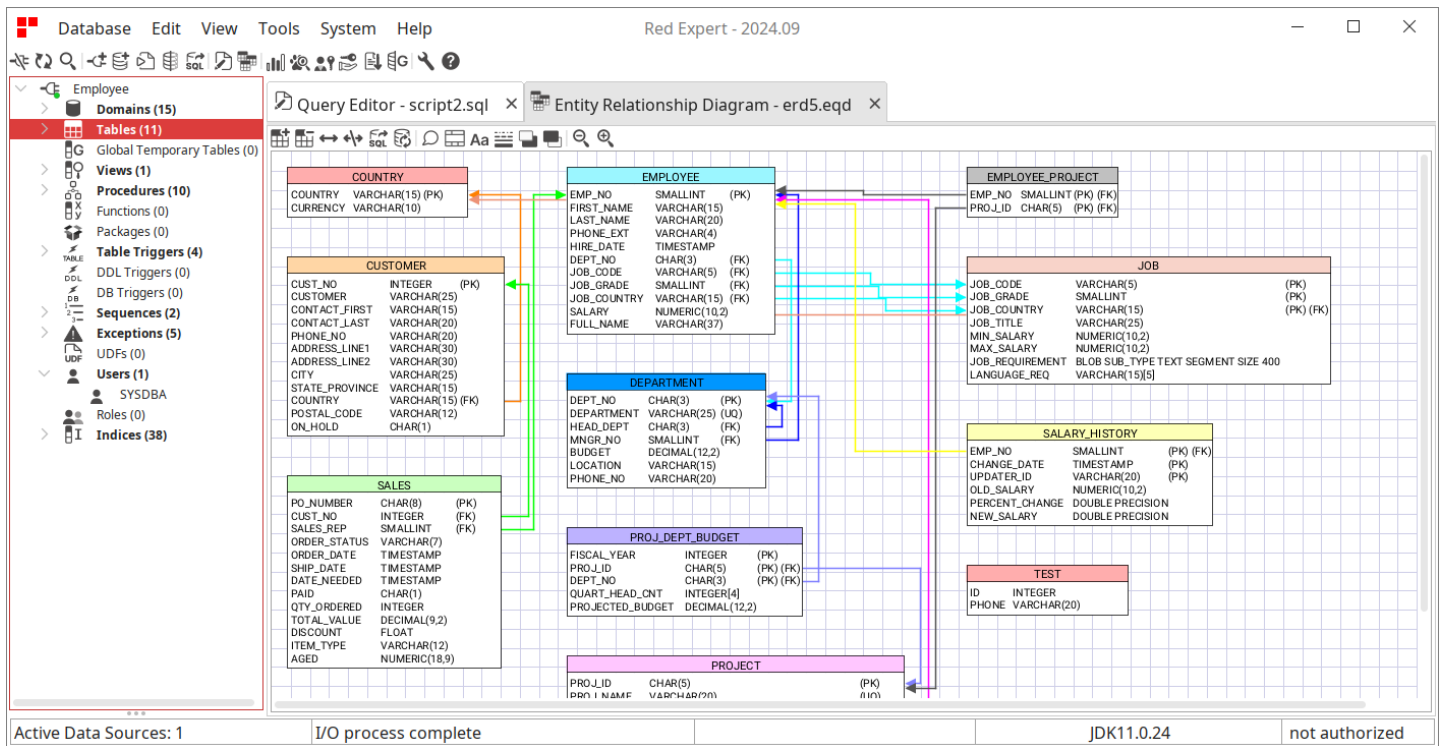 Database Edit View Tools System Help Red Expert - 2024.09
Employee
Domains (15)
Tables (11)
Global Temporary Tables (0)
Views (1)
Procedures (10)
Functions (0)
Packages (0)
TABLE Table Triggers (4)
DDL DDL Triggers (0)
DB DB Triggers (0)
Sequences (2)
Exceptions (5)
UDF UDFs (0)
Users (1)
SYSDBA
Roles (0)
Indices (38)
Query Editor - script2.sql
Entity Relationship Diagram - erd5.eqd
COUNTRY
COUNTRY VARCHAR(15) (PK)
CURRENCY VARCHAR(10)
CUSTOMER
CUST_NO INTEGER (PK)
CUSTOMER VARCHAR(25)
CONTACT_FIRST VARCHAR(15)
CONTACT_LAST VARCHAR(20)
PHONE_NO VARCHAR(20)
ADDRESS_LINE1 VARCHAR(30)
ADDRESS_LINE2 VARCHAR(30)
CITY VARCHAR(25)
STATE_PROVINCE VARCHAR(15)
COUNTRY VARCHAR(15) (FK)
POSTAL_CODE VARCHAR(12)
ON_HOLD CHAR(1)
SALES
PO_NUMBER CHAR(8) (PK)
CUST_NO INTEGER (FK)
SALES_REP SMALLINT (FK)
ORDER_STATUS VARCHAR(7)
ORDER_DATE TIMESTAMP
SHIP_DATE TIMESTAMP
DATE_NEEDED TIMESTAMP
PAID CHAR(1)
QTY_ORDERED INTEGER
TOTAL_VALUE DECIMAL(9,2)
DISCOUNT FLOAT
ITEM_TYPE VARCHAR(12)
AGED NUMERIC(18,9)
EMPLOYEE
EMP_NO SMALLINT (PK)
FIRST_NAME VARCHAR(15)
LAST_NAME VARCHAR(20)
PHONE_EXT VARCHAR(4)
HIRE_DATE TIMESTAMP
DEPT_NO CHAR(3) (FK)
JOB_CODE VARCHAR(5) (FK)
JOB_GRADE SMALLINT (FK)
JOB_COUNTRY VARCHAR(15) (FK)
SALARY NUMERIC(10,2)
FULL_NAME VARCHAR(37)
DEPARTMENT
DEPT_NO CHAR(3) (PK)
DEPARTMENT VARCHAR(25) (UQ)
HEAD_DEPT CHAR(3) (FK)
MNGR_NO SMALLINT (FK)
BUDGET DECIMAL(12,2)
LOCATION VARCHAR(15)
PHONE_NO VARCHAR(20)
PROJ_DEPT_BUDGET
FISCAL_YEAR INTEGER (PK)
PROJ_ID CHAR(5) (PK) (FK)
DEPT_NO CHAR(3) (PK) (FK)
QUART_HEAD_CNT INTEGER[4]
PROJECTED_BUDGET DECIMAL(12,2)
PROJECT
PROJ_ID CHAR(5) (PK)
PROJ_NAME VARCHAR(20) (UQ)
EMPLOYEE_PROJECT
EMP_NO SMALLINT (PK) (FK)
PROJ_ID CHAR(5) (PK) (FK)
JOB
JOB_CODE VARCHAR(5) (PK)
JOB_GRADE SMALLINT (PK)
JOB_COUNTRY VARCHAR(15) (PK) (FK)
JOB_TITLE VARCHAR(25)
MIN_SALARY NUMERIC(10,2)
MAX_SALARY NUMERIC(10,2)
JOB_REQUIREMENT BLOB SUB_TYPE TEXT SEGMENT SIZE 400
LANGUAGE_REQ VARCHAR(15)[5]
SALARY_HISTORY
EMP_NO SMALLINT (PK) (FK)
CHANGE_DATE TIMESTAMP (PK)
UPDATER_ID VARCHAR(20) (PK)
OLD_SALARY NUMERIC(10,2)
PERCENT_CHANGE DOUBLE PRECISION
NEW_SALARY DOUBLE PRECISION
TEST
ID INTEGER
PHONE VARCHAR(20)
Active Data Sources: 1 I/O process complete JDK11.0.24 not authorized